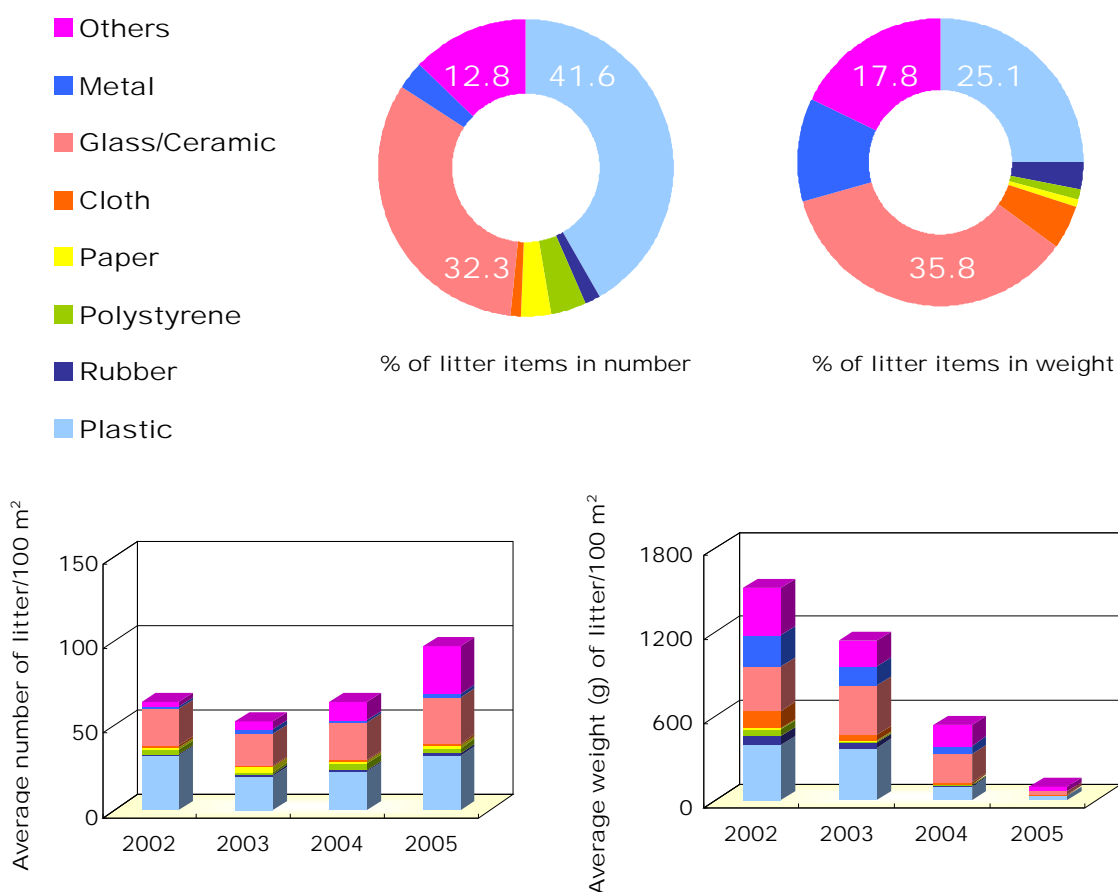 Others
Metal
Glass/Ceramic
Cloth
Paper
Polystyrene
Rubber
Plastic
12.8
41.6
32.3
% of litter items in number
17.8
25.1
35.8
% of litter items in weight
Average number of litter/100 m²
150
100
50
0
2002 2003 2004 2005
Average weight (g) of litter/100 m²
1800
1200
600
0
2002 2003 2004 2005